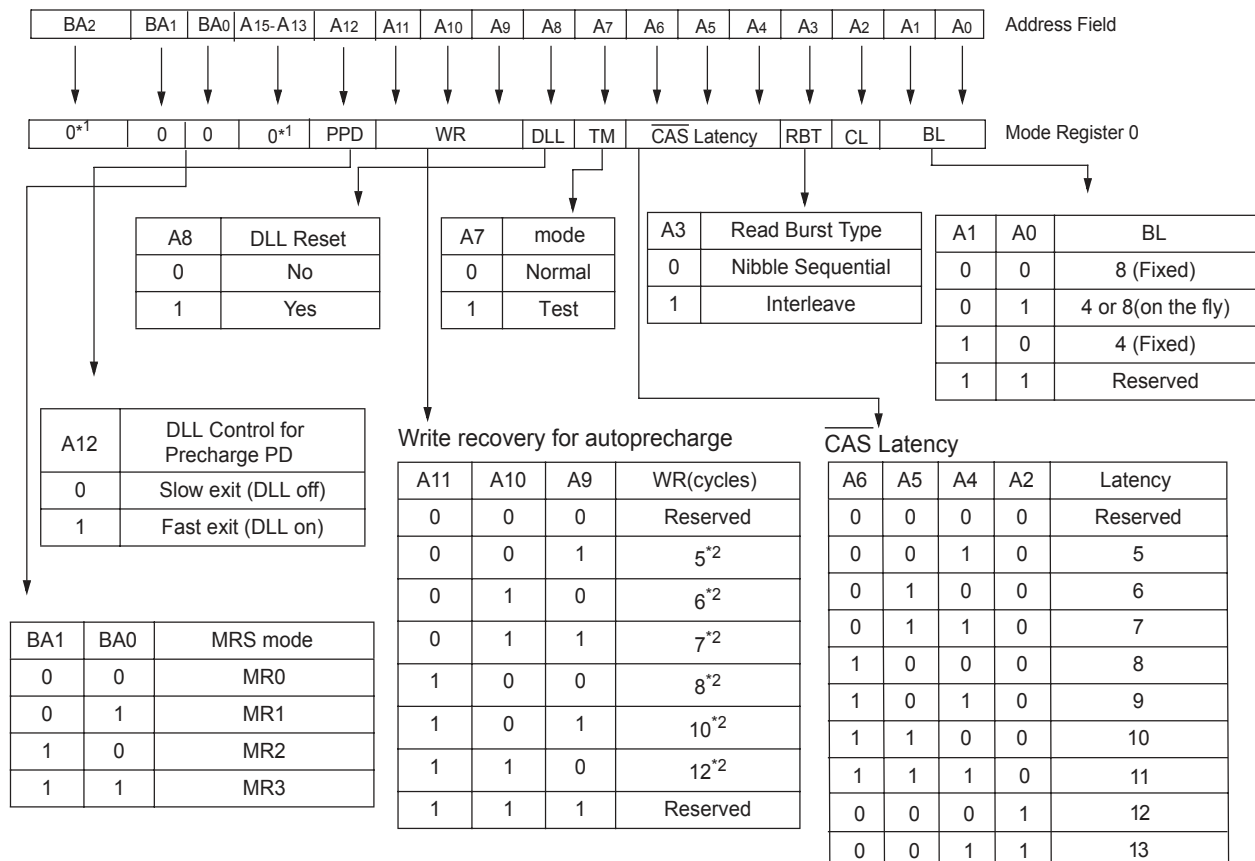 BA2 BA1 BA0 A15-A13 A12 A11 A10 A9 A8 A7 A6 A5 A4 A3 A2 A1 A0 Address Field
0*1 0 0 0*1 PPD WR DLL TM CAS Latency RBT CL BL Mode Register 0
A8 DLL Reset
0 No
1 Yes
A7 mode
0 Normal
1 Test
A3 Read Burst Type
0 Nibble Sequential
1 Interleave
A1 A0 BL
0 0 8 (Fixed)
0 1 4 or 8(on the fly)
1 0 4 (Fixed)
1 1 Reserved
A12 DLL Control for
Precharge PD
0 Slow exit (DLL off)
1 Fast exit (DLL on)
Write recovery for autoprecharge
A11 A10 A9 WR(cycles)
0 0 0 Reserved
0 0 1 5*2
0 1 0 6*2
0 1 1 7*2
1 0 0 8*2
1 0 1 10*2
1 1 0 12*2
1 1 1 Reserved
CAS Latency
A6 A5 A4 A2 Latency
0 0 0 0 Reserved
0 0 1 0 5
0 1 0 0 6
0 1 1 0 7
1 0 0 0 8
1 0 1 0 9
1 1 0 0 10
1 1 1 0 11
0 0 0 1 12
0 0 1 1 13
BA1 BA0 MRS mode
0 0 MR0
0 1 MR1
1 0 MR2
1 1 MR3